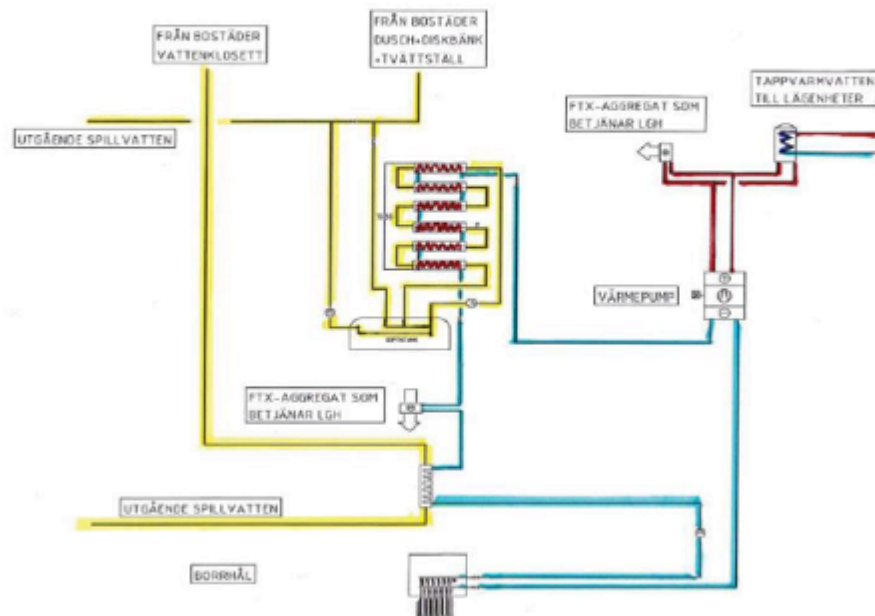 FRÅN BOSTÄDER
VATTENKLOSETT
FRÅN BOSTÄDER
DUSCH+DISKBÄNK
+TVÄTTSTÄLL
FTX-AGGREGAT SOM
BETJÄNAR LGH
TAPPVARMVATTEN
TILL LÄGENHETER
UTGÅENDE SPILLVATTEN
VÄRMEPUMP
FTX-AGGREGAT SOM
BETJÄNAR LGH
UTGÅENDE SPILLVATTEN
BORRHÅL